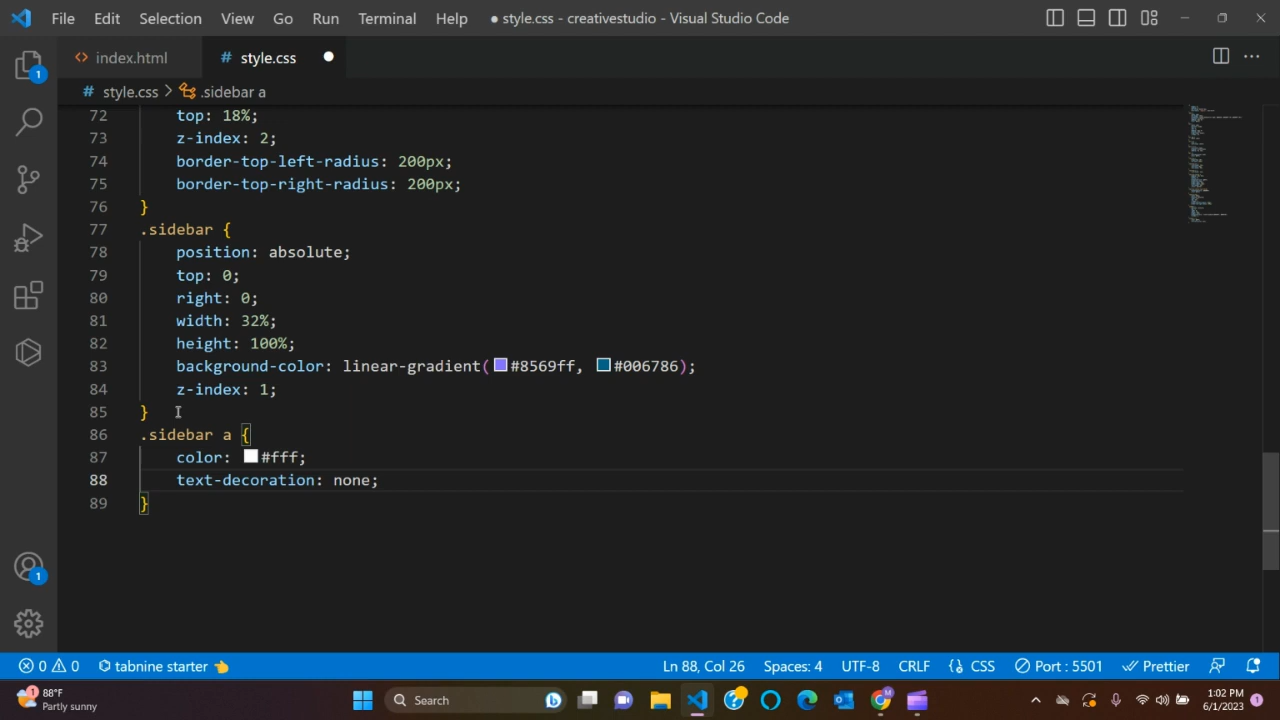 File Edit Selection View Go Run Terminal Help ● style.css - creativestudio - Visual Studio Code
<> index.html # style.css
# style.css > .sidebar a
72 top: 18%;
73 z-index: 2;
74 border-top-left-radius: 200px;
75 border-top-right-radius: 200px;
76 }
77 .sidebar {
78 position: absolute;
79 top: 0;
80 right: 0;
81 width: 32%;
82 height: 100%;
83 background-color: linear-gradient(#8569ff, #006786);
84 z-index: 1;
85 }
86 .sidebar a {
87 color: #fff;
88 text-decoration: none;
89 }
1
1
0 0 tabnine starter 👈 Ln 88, Col 26 Spaces: 4 UTF-8 CRLF {} CSS Port : 5501 Prettier
1 88°F Search M 1:02 PM
Partly sunny 6/1/2023 1